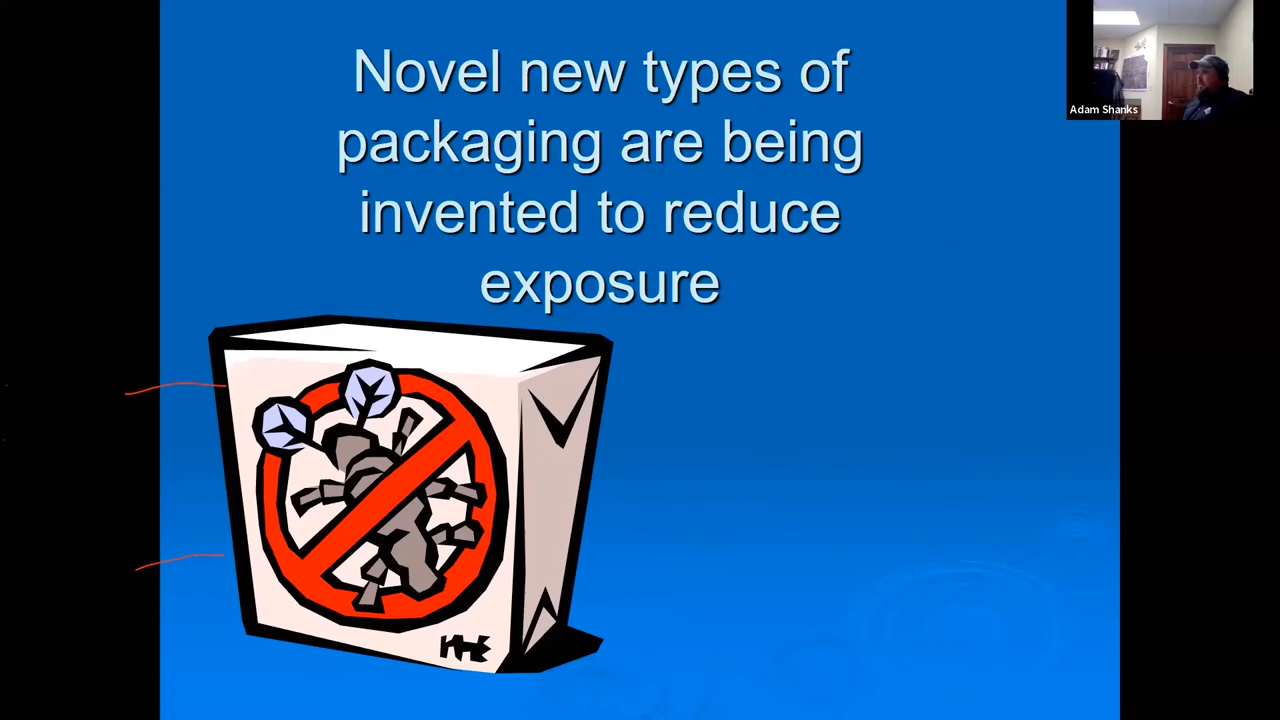 Novel new types of
packaging are being
invented to reduce
exposure
Adam Shanks